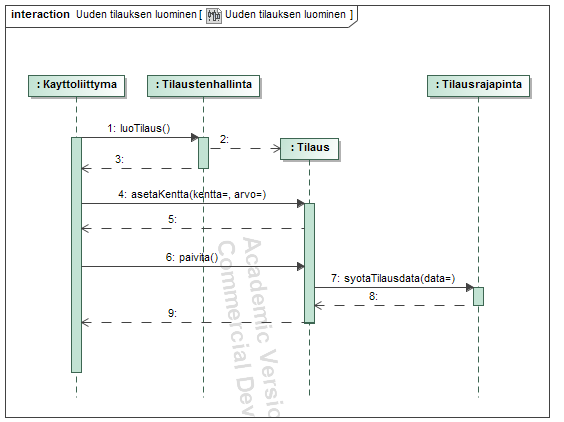 interaction Uuden tilauksen luominen [ Uuden tilauksen luominen ]
: Kayttoliittyma
: Tilaustenhallinta
: Tilausrajapinta
1: luoTilaus()
2:
: Tilaus
3:
4: asetaKentta(kentta=, arvo=)
5:
6: paivita()
7: syotaTilausdata(data=)
8:
9:
Academic Versio
Commercial Dev